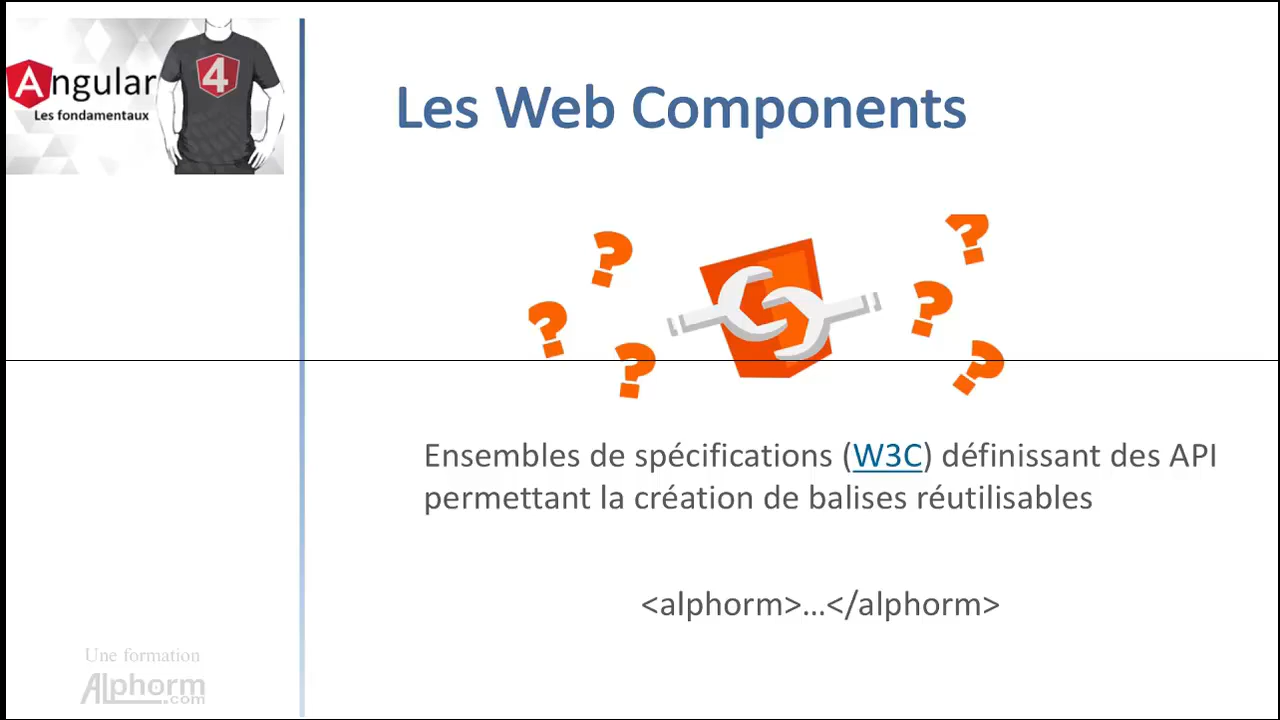 Angular
Les fondamentaux
4
Les Web Components
? ? ? ? ? ?
Ensembles de spécifications (W3C) définissant des API
permettant la création de balises réutilisables
<alphorm>...</alphorm>
Une formation
Alphorm
.com